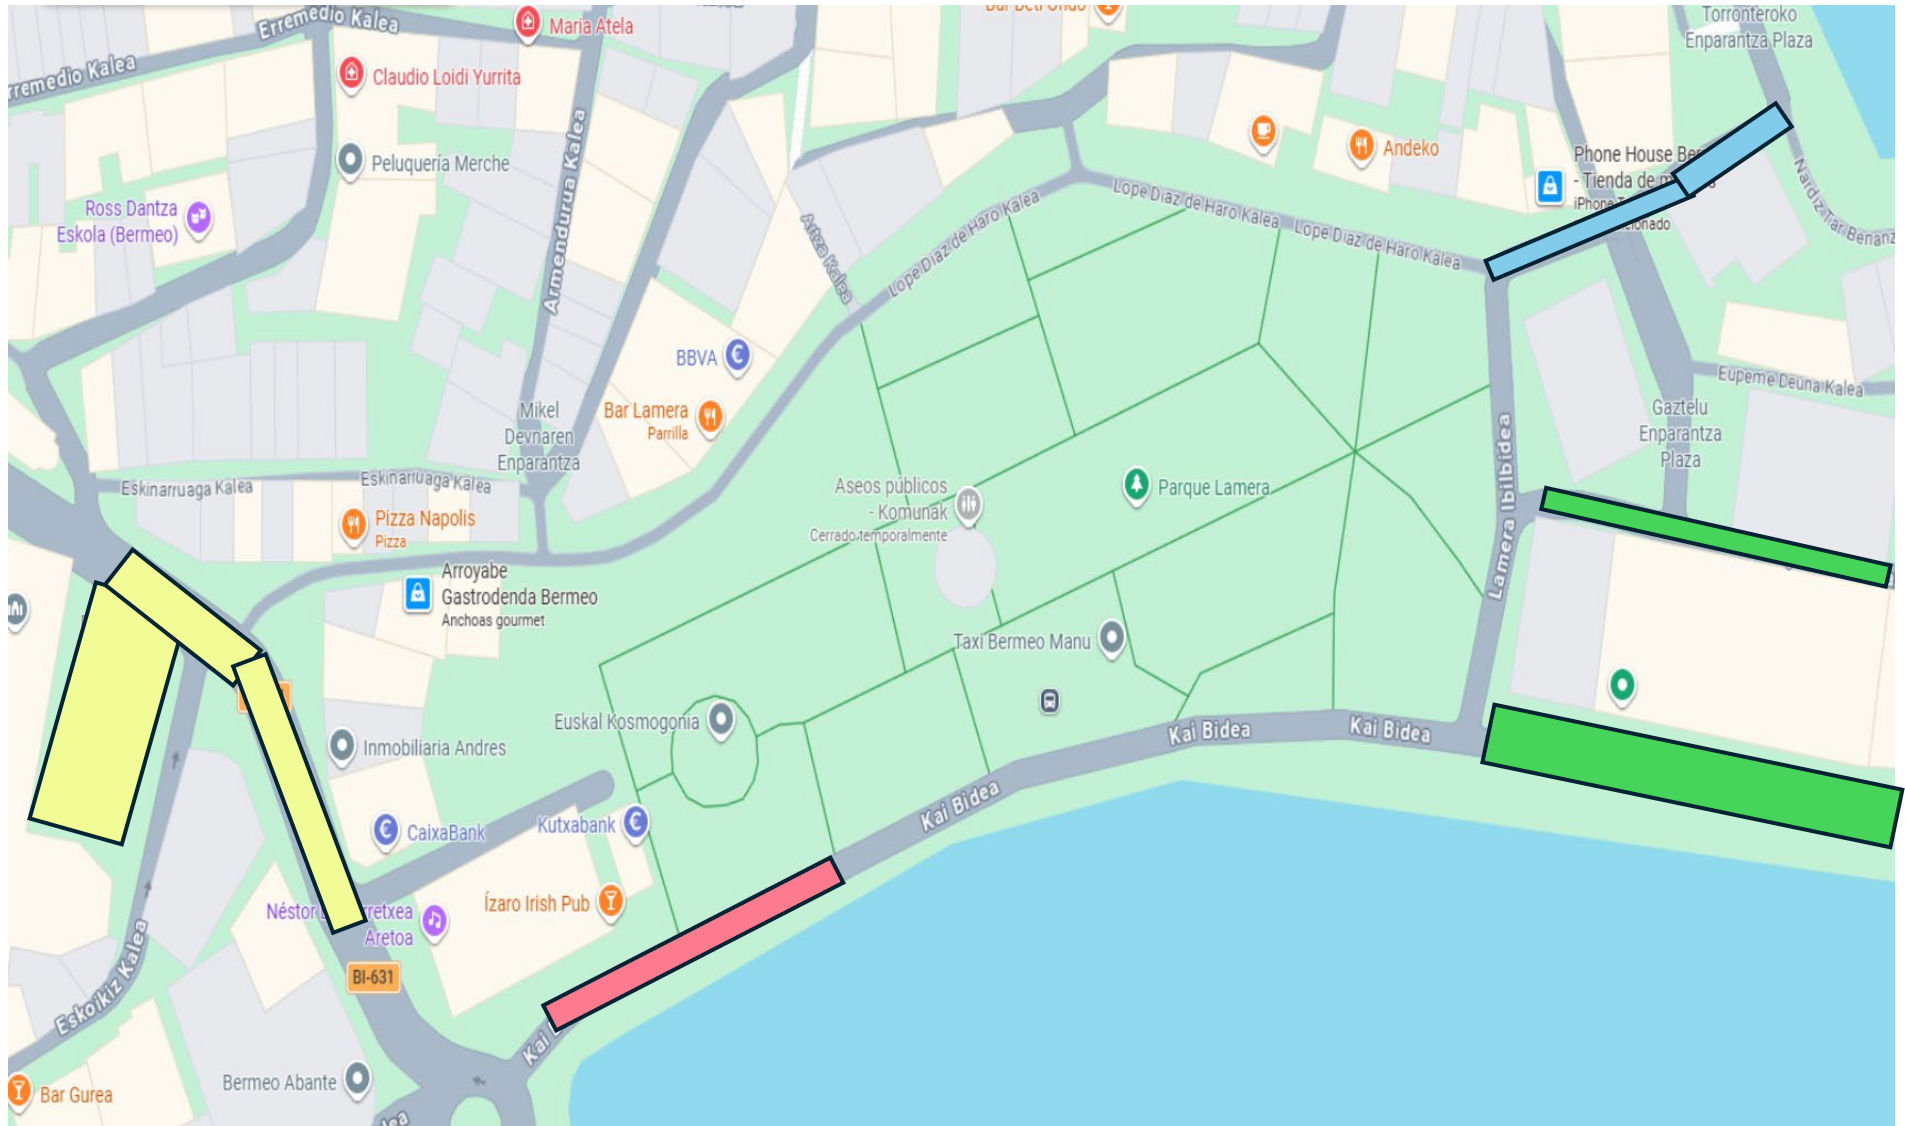 Erremedio Kalea
Maria Atela
Torronteroko
Enparantza Plaza
Claudio Loidi Yurrita
Armendurua Kalea
Peluquería Merche
Andeko
Phone House
- Tienda de
iPhone
Ross Dantza
Eskola (Bermeo)
Atza Kalea
Lope Diaz de Haro Kalea
Lope Diaz de Haro Kalea
Lope Diaz de Haro Kalea
BBVA
Bar Lamera
Parrilla
Mikel
Devnaren
Enparantza
Eupeme Deuna Kalea
Gaztelu
Enparantza
Plaza
Lamera Ibilbidea
Eskinarruaga Kalea
Eskinarruaga Kalea
Aseos públicos
- Komunak
Cerrado temporalmente
Parque Lamera
Pizza Napolis
Pizza
Arroyabe
Gastrodenda Bermeo
Anchoas gourmet
Taxi Bermeo Manu
Euskal Kosmogonia
Kai Bidea
Kai Bidea
Inmobiliaria Andres
CaixaBank
Kutxabank
Kai Bidea
Ízaro Irish Pub
Néstor
Aretoa
BI-631
Eskoikiz Kalea
Kai
Bermeo Abante
Bar Gurea